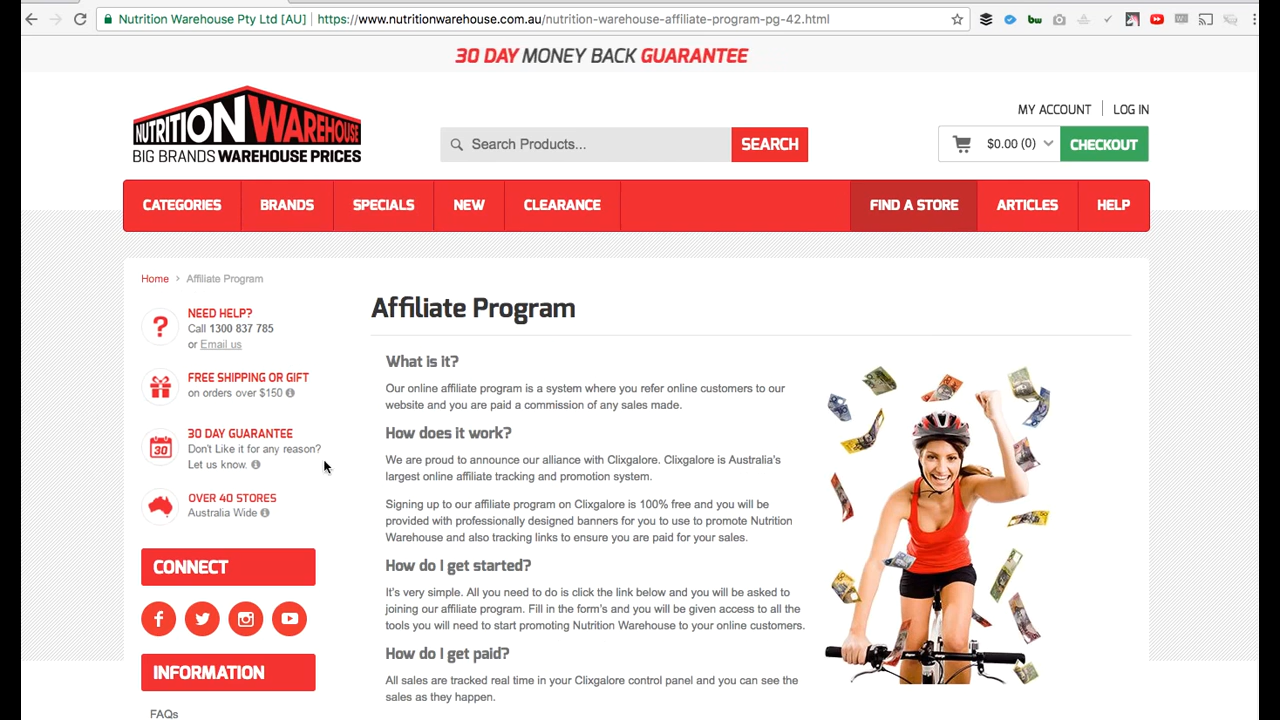 Nutrition Warehouse Pty Ltd [AU] https://www.nutritionwarehouse.com.au/nutrition-warehouse-affiliate-program-pg-42.html
30 DAY MONEY BACK GUARANTEE
NUTRITION WAREHOUSE
BIG BRANDS WAREHOUSE PRICES
MY ACCOUNT LOG IN
Search Products... SEARCH
$0.00 (0) CHECKOUT
CATEGORIES BRANDS SPECIALS NEW CLEARANCE FIND A STORE ARTICLES HELP
Home > Affiliate Program
NEED HELP?
Call 1300 837 785
or Email us
FREE SHIPPING OR GIFT
on orders over $150
30
30 DAY GUARANTEE
Don't Like it for any reason?
Let us know.
OVER 40 STORES
Australia Wide
CONNECT
INFORMATION
FAQs
Affiliate Program
What is it?
Our online affiliate program is a system where you refer online customers to our
website and you are paid a commission of any sales made.
How does it work?
We are proud to announce our alliance with Clixgalore. Clixgalore is Australia's
largest online affiliate tracking and promotion system.
Signing up to our affiliate program on Clixgalore is 100% free and you will be
provided with professionally designed banners for you to use to promote Nutrition
Warehouse and also tracking links to ensure you are paid for your sales.
How do I get started?
It's very simple. All you need to do is click the link below and you will be asked to
joining our affiliate program. Fill in the form's and you will be given access to all the
tools you will need to start promoting Nutrition Warehouse to your online customers.
How do I get paid?
All sales are tracked real time in your Clixgalore control panel and you can see the
sales as they happen.